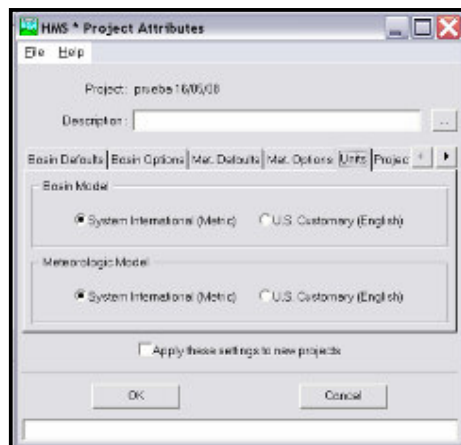 HMS * Project Attributes
File Help
Project: prueba 16/05/08
Description:
...
Basin Defaults Basin Options Met. Defaults Met. Options Units Projec
Basin Model
System International (Metric) U.S. Customary (English)
Meteorologic Model
System International (Metric) U.S. Customary (English)
Apply these settings to new projects
OK Cancel